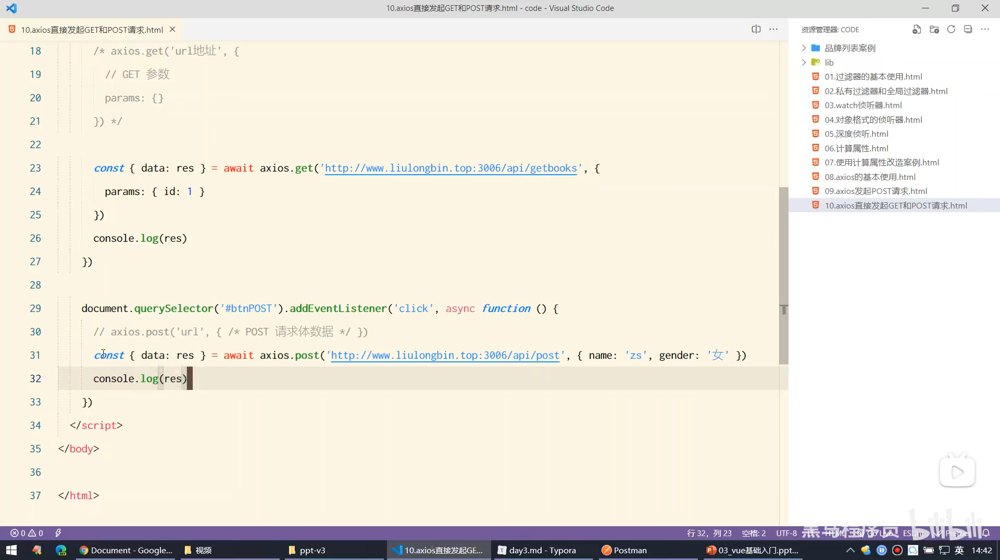 10.axios直接发起GET和POST请求.html - code - Visual Studio Code
10.axios直接发起GET和POST请求.html
18 /* axios.get('url地址', {
19 // GET 参数
20 params: {}
21 }) */
22
23 const { data: res } = await axios.get('http://www.liulongbin.top:3006/api/getbooks', {
24 params: { id: 1 }
25 })
26 console.log(res)
27 })
28
29 document.querySelector('#btnPOST').addEventListener('click', async function () {
30 // axios.post('url', { /* POST 请求体数据 */ })
31 const { data: res } = await axios.post('http://www.liulongbin.top:3006/api/post', { name: 'zs', gender: '女' })
32 console.log(res)
33 })
34 </script>
35 </body>
36
37 </html>
资源管理器: CODE
品牌列表案例
lib
01.过滤器的基本使用.html
02.私有过滤器和全局过滤器.html
03.watch侦听器.html
04.对象格式的侦听器.html
05.深度侦听.html
06.计算属性.html
07.使用计算属性改造案例.html
08.axios的基本使用.html
09.axios发起POST请求.html
10.axios直接发起GET和POST请求.html
0 0
行 32，列 23 空格: 2 UTF-8 HTML Go Live ESLint Prettier
黑马程序员 bilibili
Document - Google...
视频
ppt-v3
10.axios直接发起GE...
day3.md - Typora
Postman
03_vue基础入门.ppt...
英 14:42